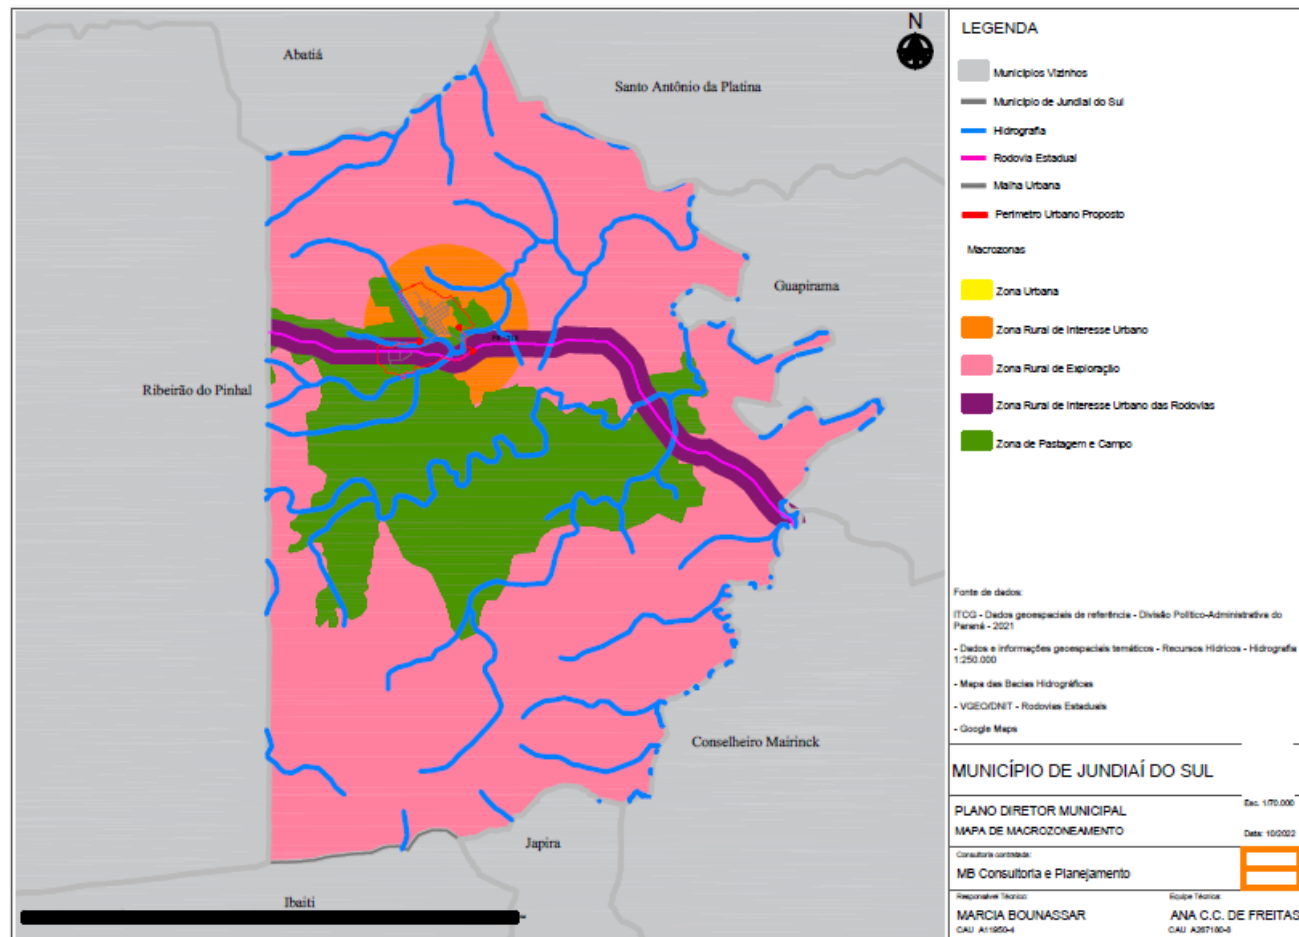 N
Abatiá
Santo Antônio da Platina
Guapirama
Ribeirão do Pinhal
Conselheiro Mairinck
Japira
Ibaiti
LEGENDA
Municípios Vizinhos
Município de Jundiaí do Sul
Hidrografia
Rodovia Estadual
Malha Urbana
Perímetro Urbano Proposto
Macrozonas
Zona Urbana
Zona Rural de Interesse Urbano
Zona Rural de Exploração
Zona Rural de Interesse Urbano das Rodovias
Zona de Pastagem e Campo
Fonte de dados:
ITCG - Dados geoespaciais de referência - Divisão Político-Administrativa do
Paraná - 2021
- Dados e informações geoespaciais temáticos - Recursos Hídricos - Hidrografia
1:250.000
- Mapa das Bacias Hidrográficas
- VGEO/DNIT - Rodovias Estaduais
- Google Maps
MUNICÍPIO DE JUNDIAÍ DO SUL
PLANO DIRETOR MUNICIPAL
Esc. 1/70.000
MAPA DE MACROZONEAMENTO
Data: 10/2022
Consultoria contratada:
MB Consultoria e Planejamento
Responsável Técnico:
Equipe Técnica:
MARCIA BOUNASSAR
ANA C.C. DE FREITAS
CAU A11950-4